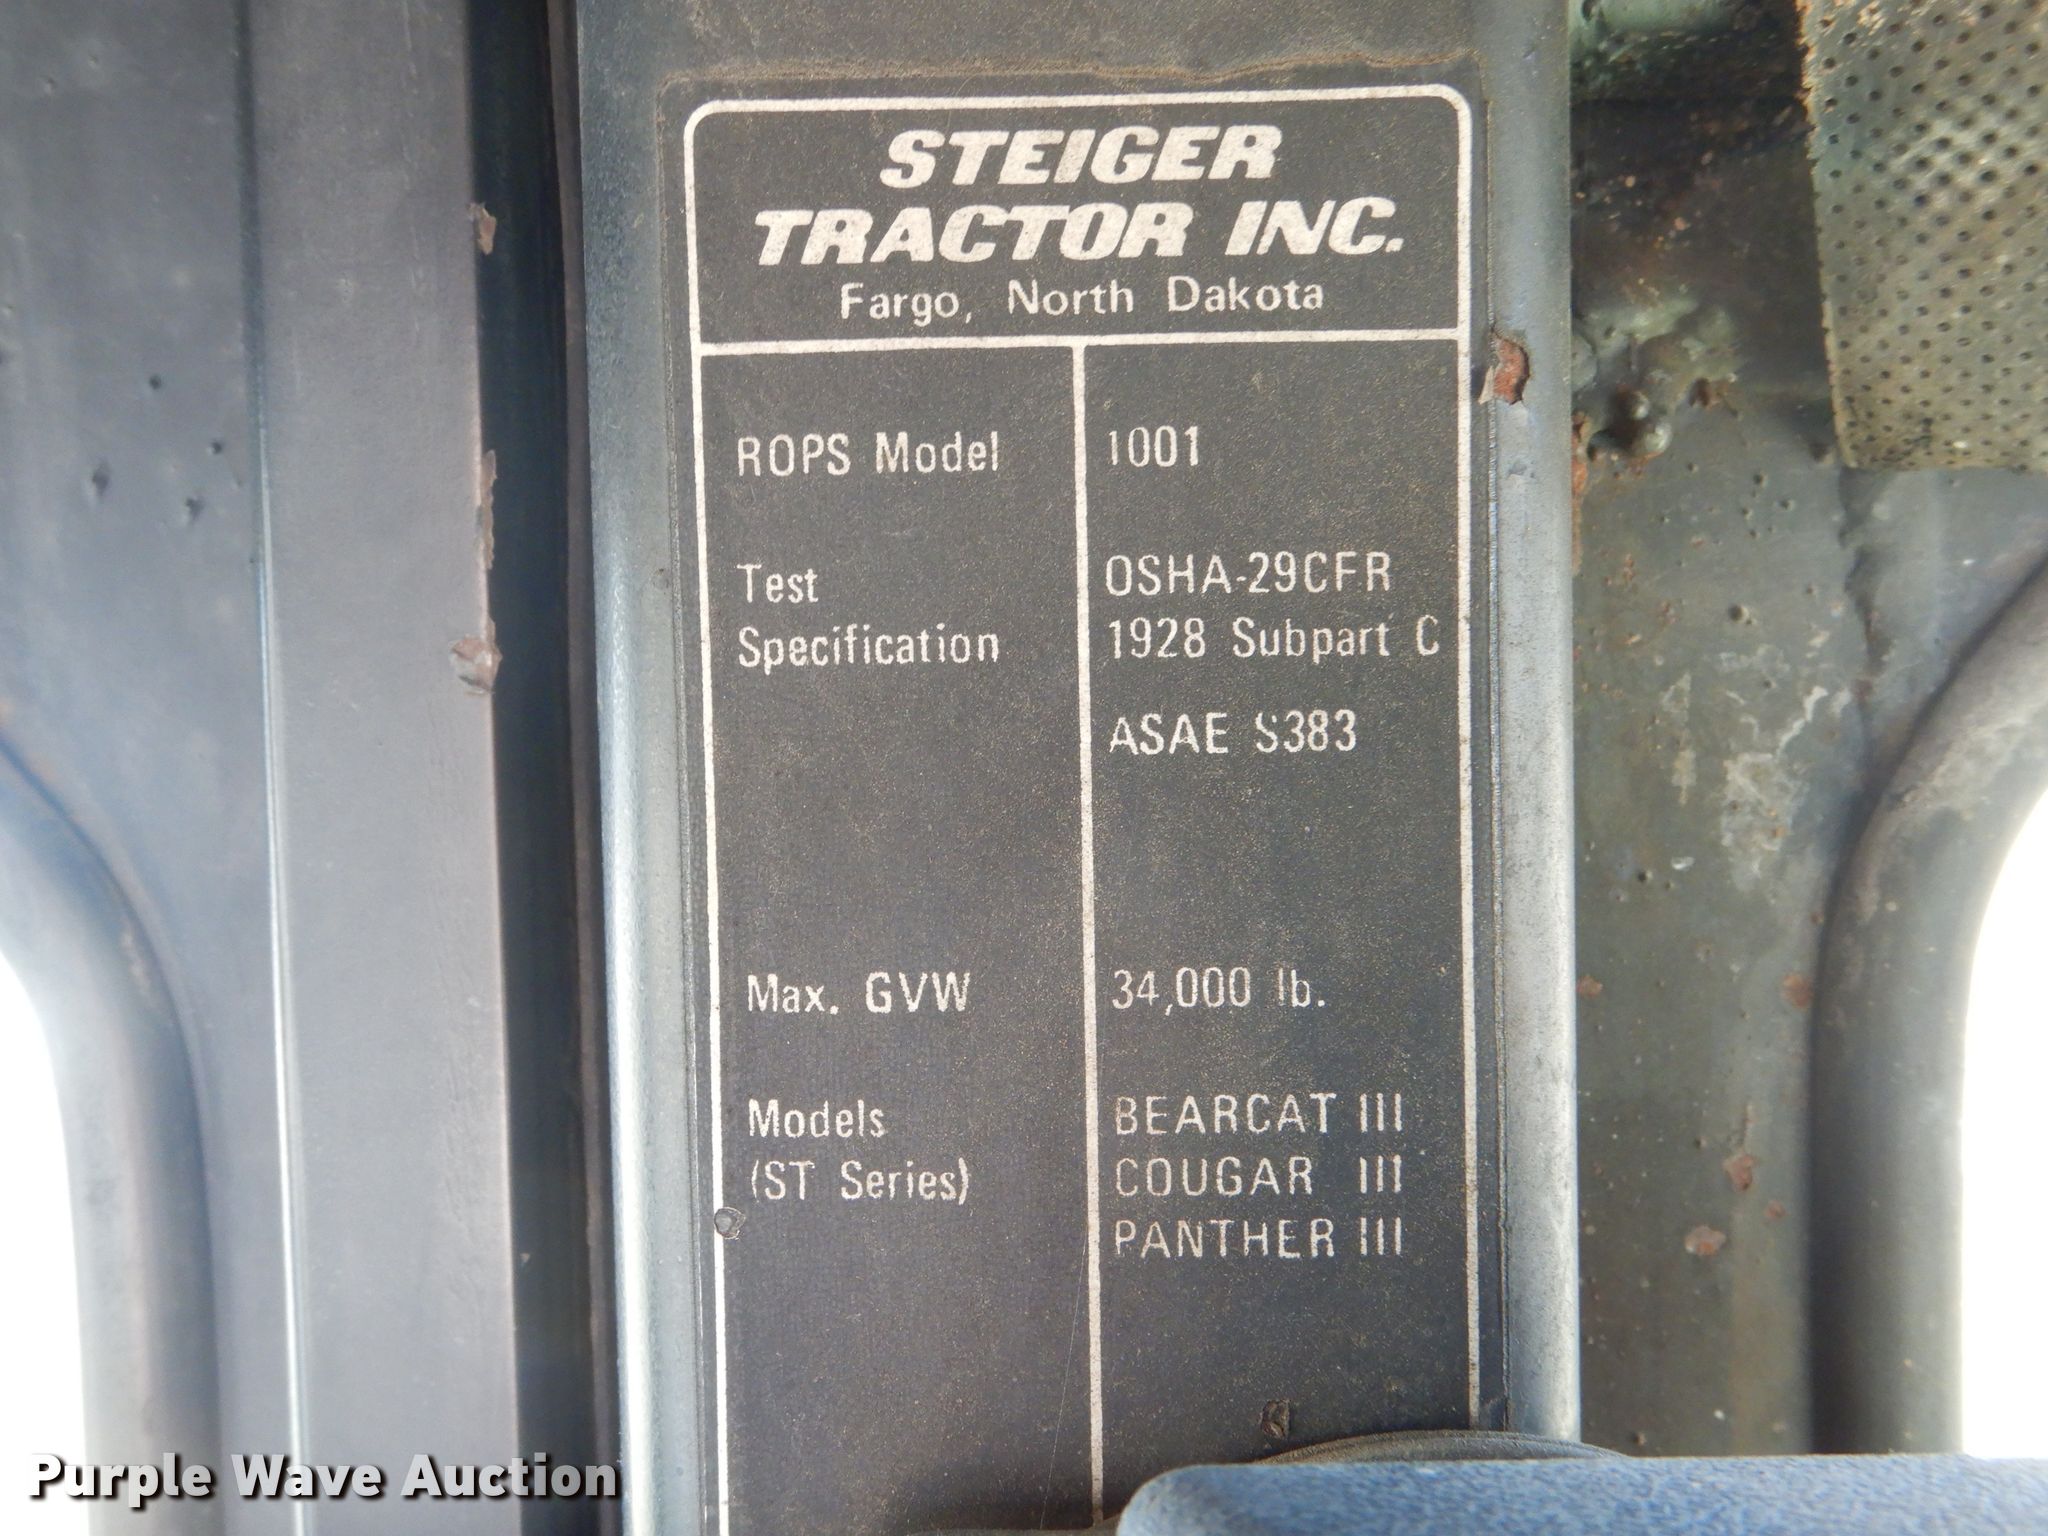 STEIGER
TRACTOR INC.
Fargo, North Dakota
ROPS Model 1001
Test OSHA-29CFR
Specification 1928 Subpart C
ASAE S383
Max. GVW 34,000 lb.
Models BEARCAT III
(ST Series) COUGAR III
PANTHER III
Purple Wave Auction